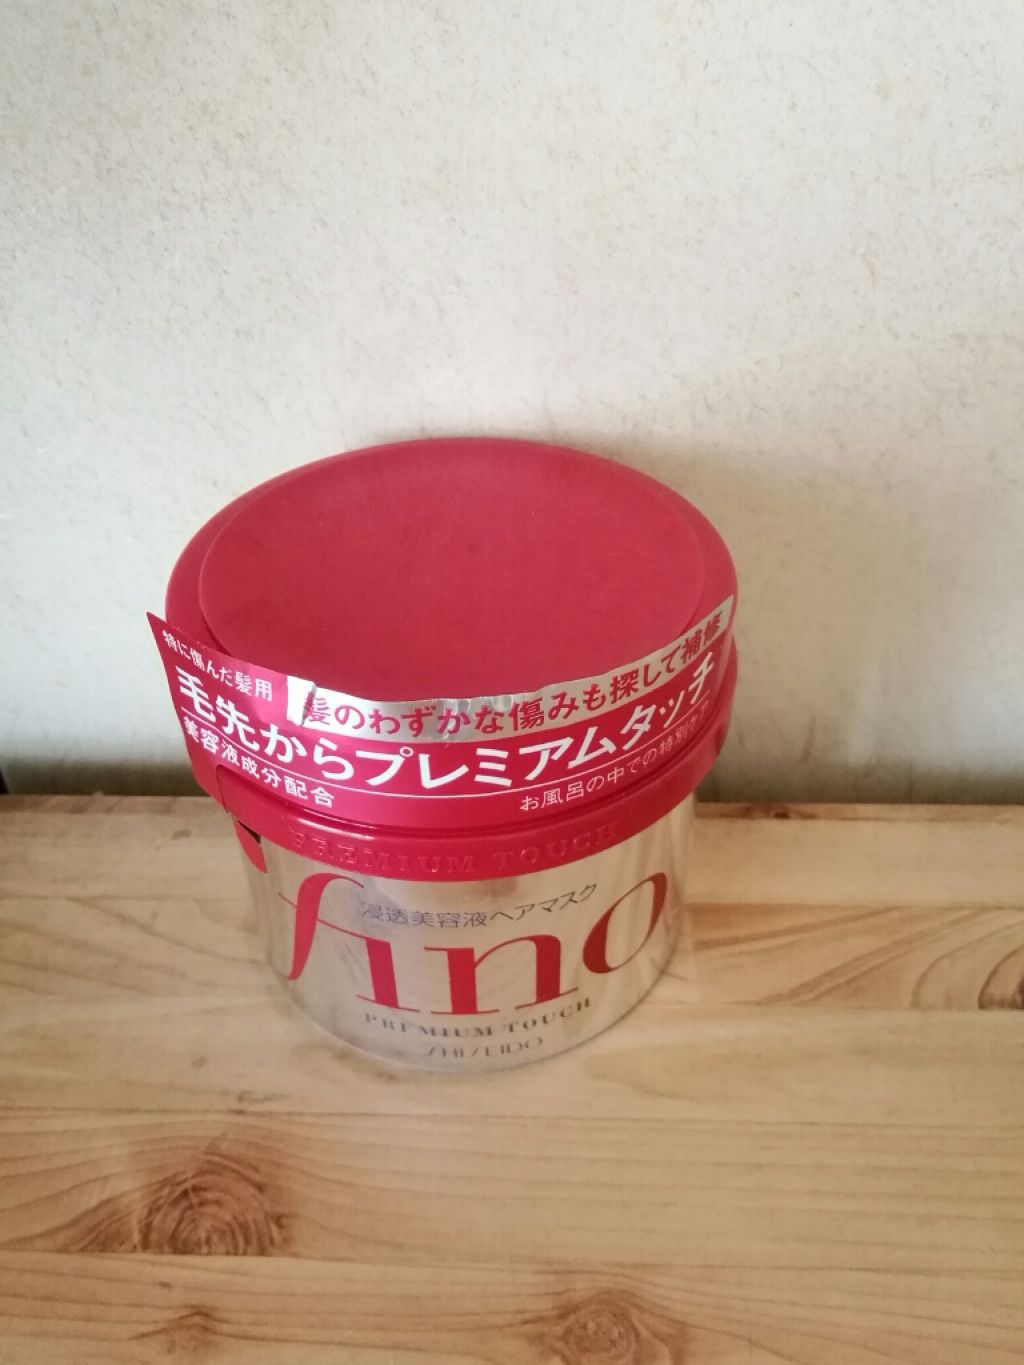 特に傷んだ髪用
髪のわずかな傷みも探して補修
毛先からプレミアムタッチ
美容液成分配合
お風呂の中での特別ケア
PREMIUM TOUCH
浸透美容液ヘアマスク
fino
PREMIUM TOUCH
SHISEIDO